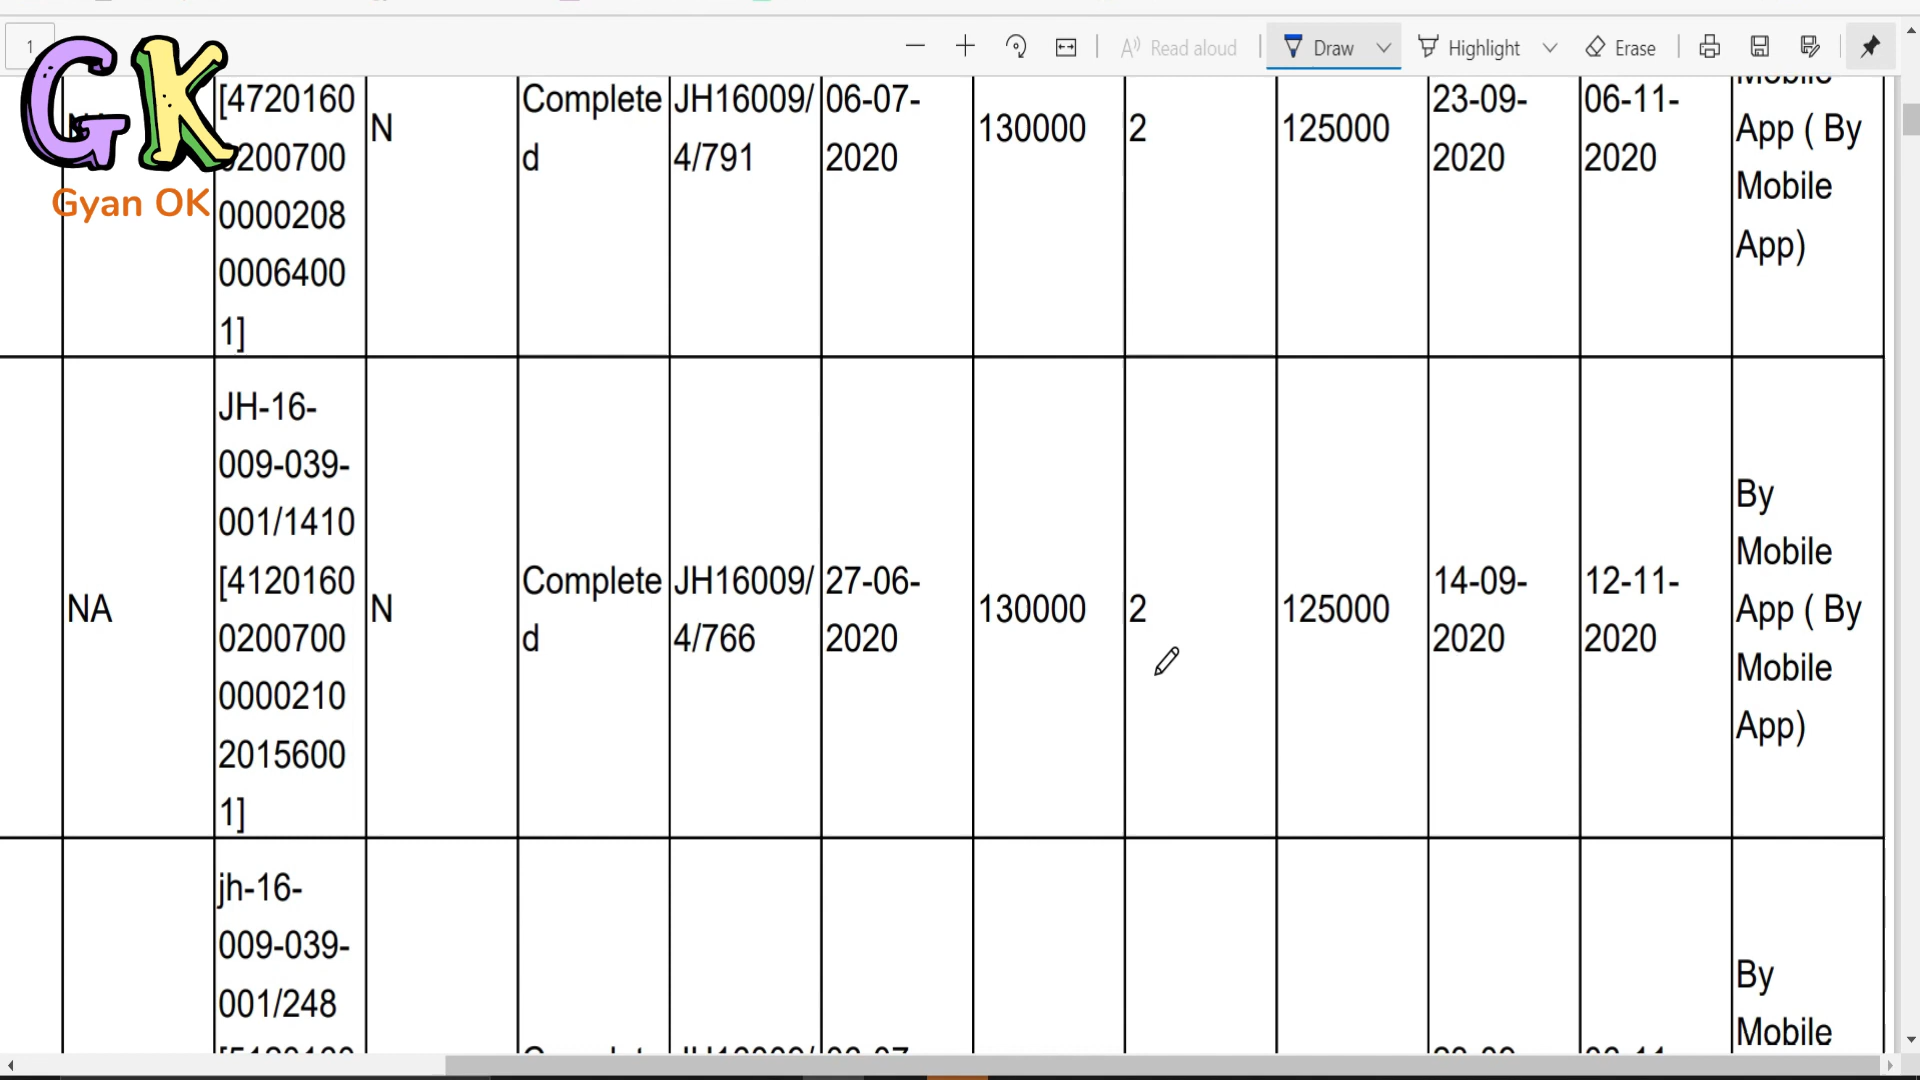 1
Read aloud
Draw
Highlight
Erase
GK
Gyan OK
[4720160
0200700
0000208
0006400
1]
N
Complete
d
JH16009/
4/791
06-07-
2020
130000
2
125000
23-09-
2020
06-11-
2020
Mobile
App ( By
Mobile
App)
NA
JH-16-
009-039-
001/1410
[4120160
0200700
0000210
2015600
1]
N
Complete
d
JH16009/
4/766
27-06-
2020
130000
2
125000
14-09-
2020
12-11-
2020
By
Mobile
App ( By
Mobile
App)
jh-16-
009-039-
001/248
By
Mobile